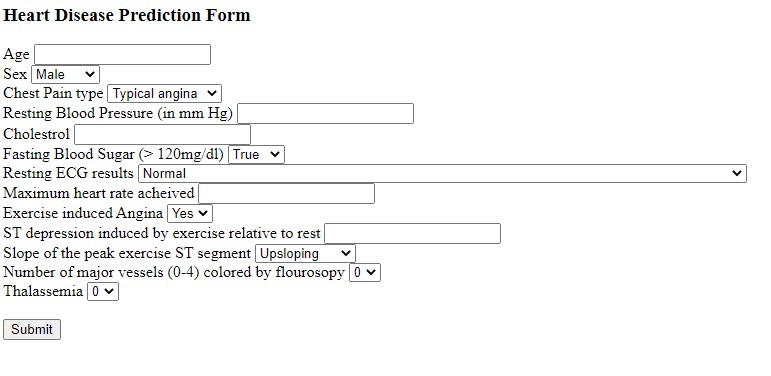 Heart Disease Prediction Form
Age
Sex Male
Chest Pain type Typical angina
Resting Blood Pressure (in mm Hg)
Cholestrol
Fasting Blood Sugar (> 120mg/dl) True
Resting ECG results Normal
Maximum heart rate acheived
Exercise induced Angina Yes
ST depression induced by exercise relative to rest
Slope of the peak exercise ST segment Upsloping
Number of major vessels (0-4) colored by flourosopy 0
Thalassemia 0
Submit